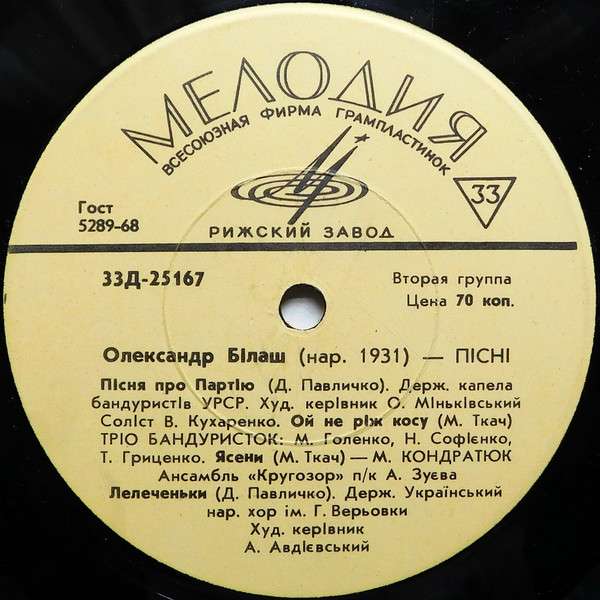 МЕЛОДИЯ
ВСЕСОЮЗНАЯ ФИРМА ГРАМПЛАСТИНОК
33
Гост
5289-68
РИЖСКИЙ ЗАВОД
33Д-25167
Вторая группа
Цена 70 коп.
Олександр Білаш (нар. 1931) — ПІСНІ
Пісня про Партію (Д. Павличко). Держ. капела
бандуристів УРСР. Худ. керівник О. Міньківський
Соліст В. Кухаренко. Ой не ріж косу (М. Ткач)
ТРІО БАНДУРИСТОК: М. Голенко, Н. Софієнко,
Т. Гриценко. Ясени (М. Ткач) — М. КОНДРАТЮК
Ансамбль «Кругозор» п/к А. Зуєва
Лелеченьки (Д. Павличко). Держ. Український
нар. хор ім. Г. Верьовки
Худ. керівник
А. Авдієвський